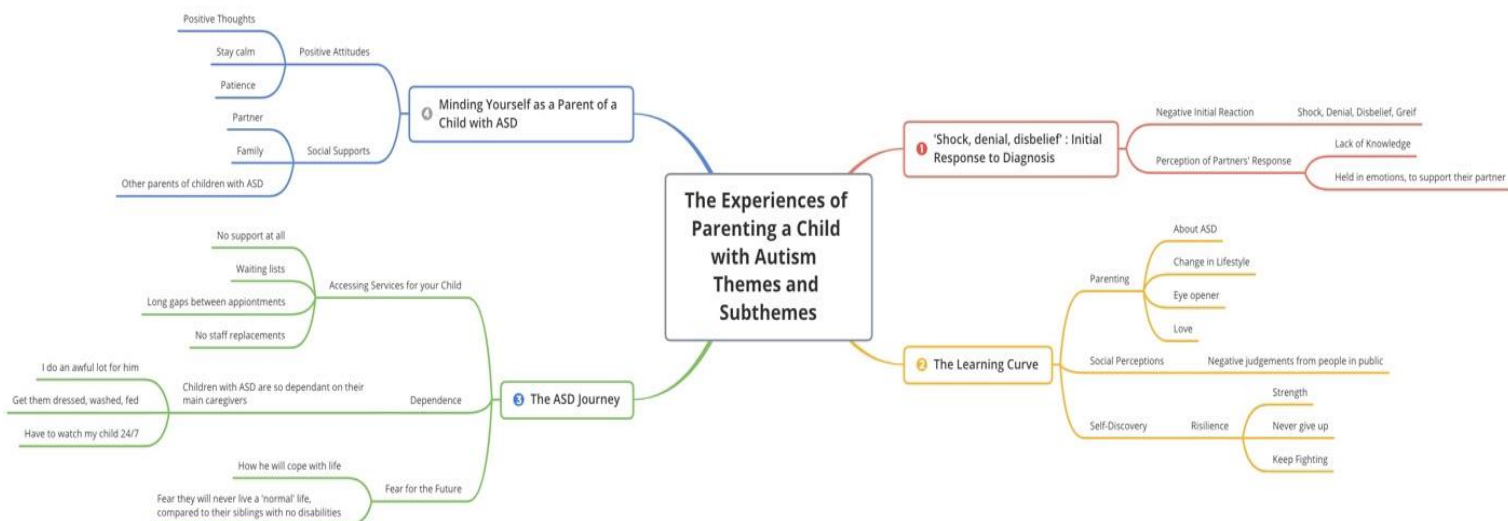 The Experiences of
Parenting a Child
with Autism
Themes and
Subthemes
1
'Shock, denial, disbelief' : Initial
Response to Diagnosis
Negative Initial Reaction
Shock, Denial, Disbelief, Greif
Perception of Partners' Response
Lack of Knowledge
Held in emotions, to support their partner
2
The Learning Curve
Parenting
About ASD
Change in Lifestyle
Eye opener
Love
Social Perceptions
Negative judgements from people in public
Self-Discovery
Risilience
Strength
Never give up
Keep Fighting
3
The ASD Journey
Accessing Services for your Child
No support at all
Waiting lists
Long gaps between appiontments
No staff replacements
Dependence
Children with ASD are so dependant on their
main caregivers
I do an awful lot for him
Get them dressed, washed, fed
Have to watch my child 24/7
Fear for the Future
How he will cope with life
Fear they will never live a 'normal' life,
compared to their siblings with no disabilities
4
Minding Yourself as a Parent of a
Child with ASD
Positive Attitudes
Positive Thoughts
Stay calm
Patience
Social Supports
Partner
Family
Other parents of children with ASD